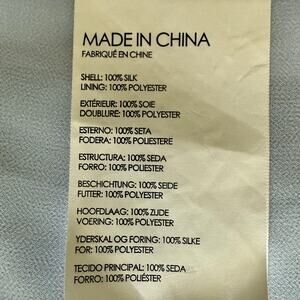 MADE IN CHINA
FABRIQUÉ EN CHINE
SHELL: 100% SILK
LINING: 100% POLYESTER
EXTÉRIEUR: 100% SOIE
DOUBLURE: 100% POLYESTER
ESTERNO: 100% SETA
FODERA: 100% POLIESTERE
ESTRUCTURA: 100% SEDA
FORRO: 100% POLIESTER
BESCHICHTUNG: 100% SEIDE
FUTTER: 100% POLYESTER
HOOFDLAAG: 100% ZIJDE
VOERING: 100% POLYESTER
YDERSKAL OG FORING: 100% SILKE
FOR: 100% POLYESTER
TECIDO PRINCIPAL: 100% SEDA
FORRO: 100% POLIÉSTER